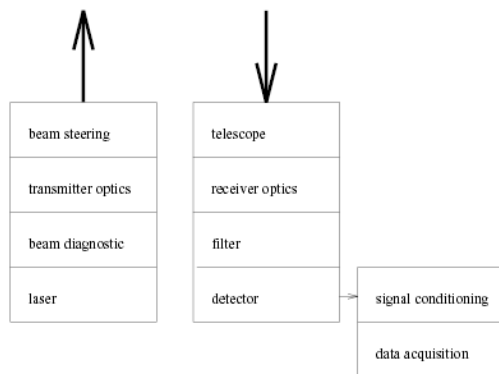 beam steering
transmitter optics
beam diagnostic
laser
telescope
receiver optics
filter
detector
signal conditioning
data acquisition